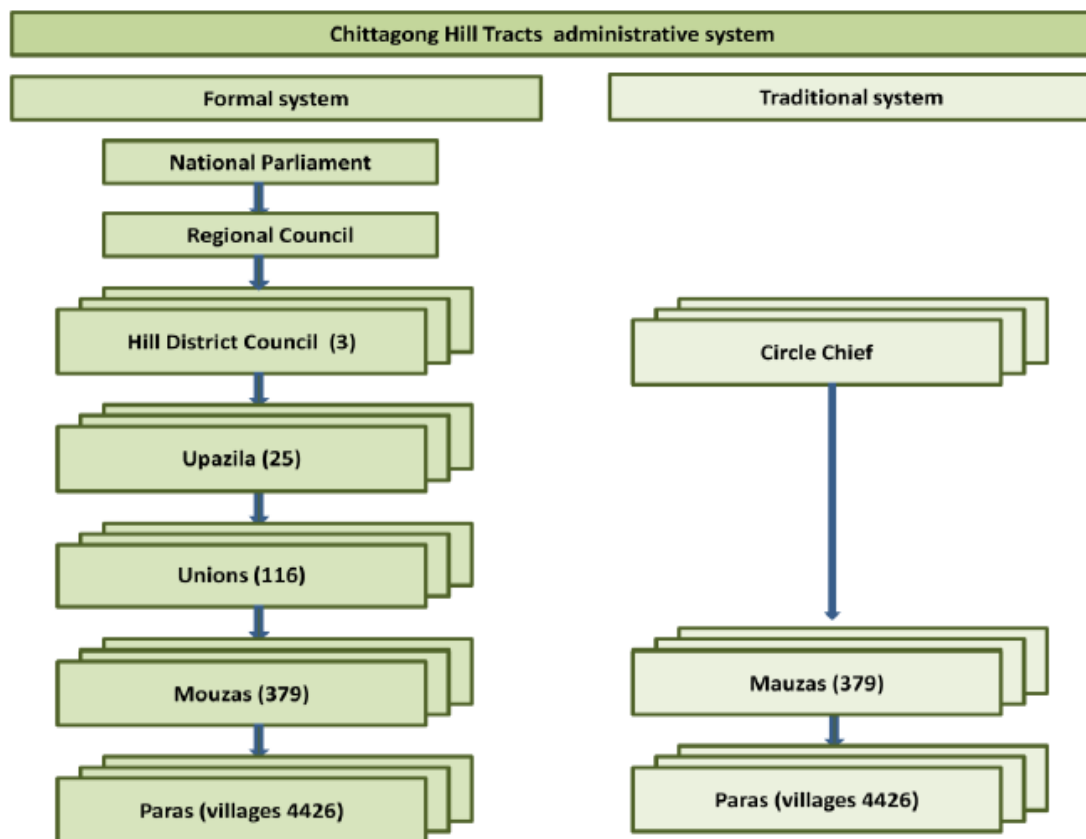 Chittagong Hill Tracts administrative system
Formal system
Traditional system
National Parliament
Regional Council
Hill District Council (3)
Circle Chief
Upazila (25)
Unions (116)
Mouzas (379)
Mauzas (379)
Paras (villages 4426)
Paras (villages 4426)